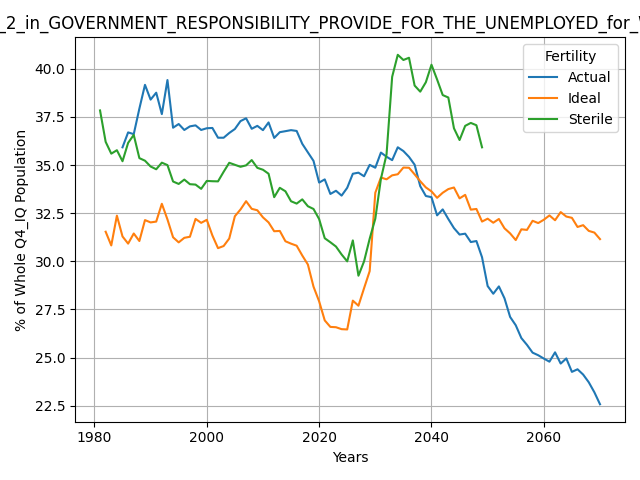 _2_in_GOVERNMENT_RESPONSIBILITY_PROVIDE_FOR_THE_UNEMPLOYED_for_
% of Whole Q4_IQ Population
40.0
37.5
35.0
32.5
30.0
27.5
25.0
22.5
Fertility
Actual
Ideal
Sterile
1980
2000
2020
2040
2060
Years